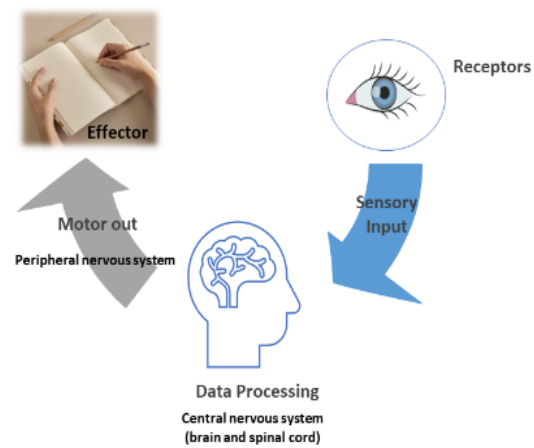 Receptors
Effector
Sensory
Input
Motor out
Peripheral nervous system
Data Processing
Central nervous system
(brain and spinal cord)